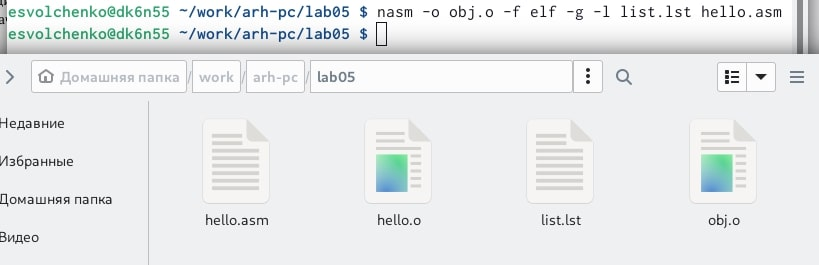 esvolchenko@dk6n55 ~/work/arh-pc/lab05 $ nasm -o obj.o -f elf -g -l list.lst hello.asm
esvolchenko@dk6n55 ~/work/arh-pc/lab05 $
Домашняя папка / work / arh-pc / lab05
Недавние
Избранные
Домашняя папка
Видео
hello.asm
hello.o
list.lst
obj.o